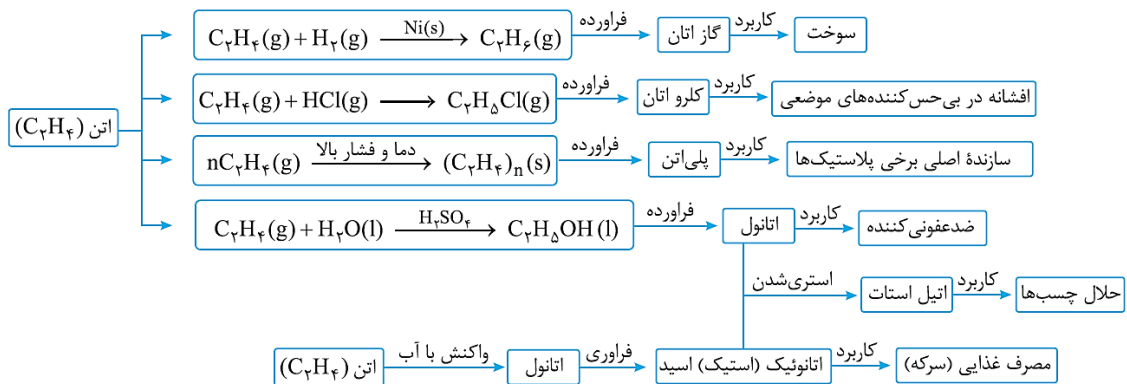 C۲H۴(g) + H۲(g) Ni(s) → C۲H۶(g) فراورده گاز اتان کاربرد سوخت
C۲H۴(g) + HCl(g) → C۲H۵Cl(g) فراورده کلرو اتان کاربرد افشانه در بی‌حس‌کننده‌های موضعی
اتن (C۲H۴)
nC۲H۴(g) دما و فشار بالا → (C۲H۴)n(s) فراورده پلی‌اتن کاربرد سازندهٔ اصلی برخی پلاستیک‌ها
C۲H۴(g) + H۲O(l) H۲SO۴ → C۲H۵OH(l) فراورده اتانول کاربرد ضدعفونی‌کننده
استری‌شدن اتیل استات کاربرد حلال چسب‌ها
اتن (C۲H۴) واکنش با آب اتانول فراوری اتانوئیک (استیک) اسید کاربرد مصرف غذایی (سرکه)